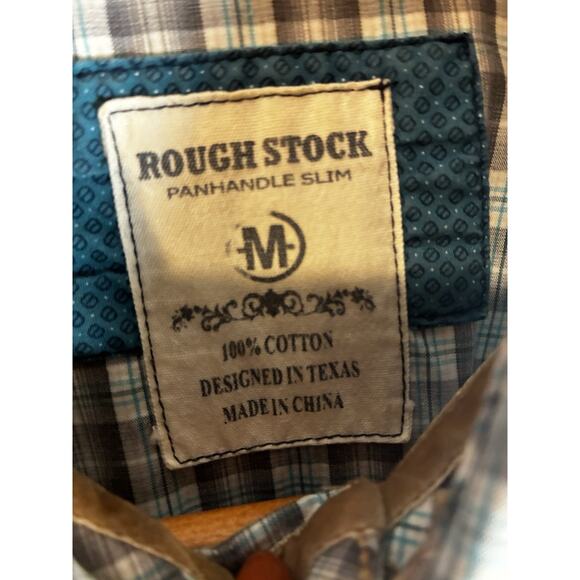 ROUGH STOCK
PANHANDLE SLIM
M
100% COTTON
DESIGNED IN TEXAS
MADE IN CHINA